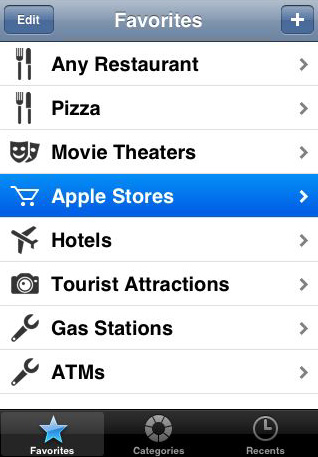 Edit Favorites +
Any Restaurant
Pizza
Movie Theaters
Apple Stores
Hotels
Tourist Attractions
Gas Stations
ATMs
Favorites Categories Recents